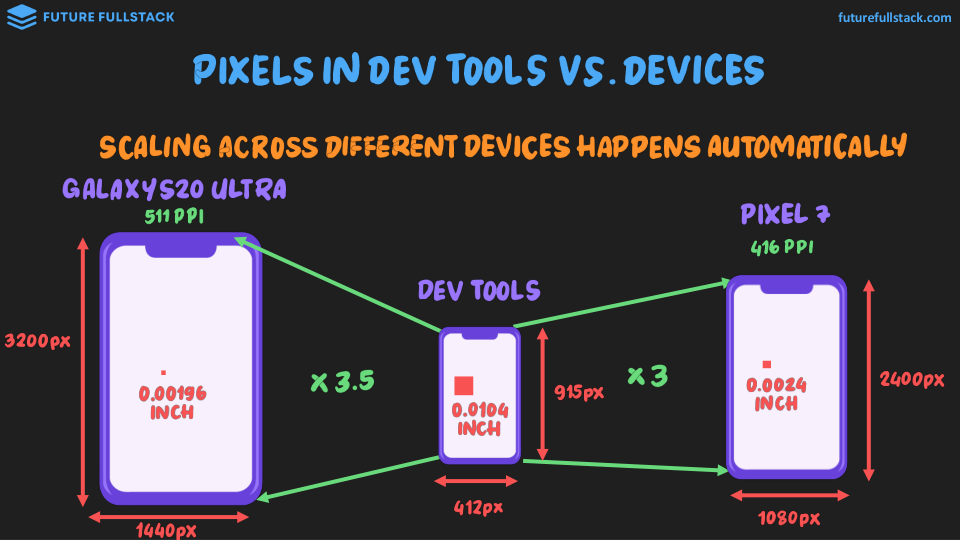 FUTURE FULLSTACK
futurefullstack.com
PIXELS IN DEV TOOLS VS. DEVICES
SCALING ACROSS DIFFERENT DEVICES HAPPENS AUTOMATICALLY
GALAXY S20 ULTRA
511 PPI
PIXEL 7
416 PPI
DEV TOOLS
3200px
0.00196
INCH
x 3.5
0.0104
INCH
915px
x 3
0.0024
INCH
2400px
1440px
412px
1080px